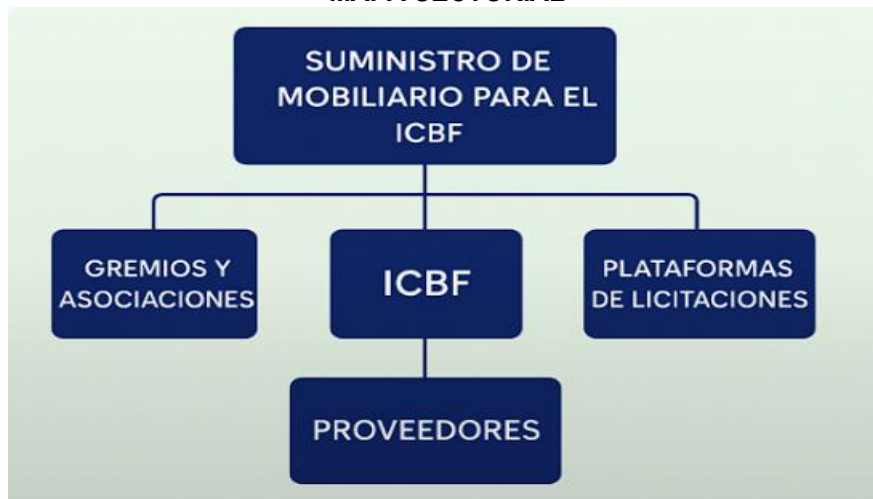 SUMINISTRO DE
MOBILIARIO PARA EL
ICBF
GREMIOS Y
ASOCIACIONES
ICBF
PLATAFORMAS
DE LICITACIONES
PROVEEDORES